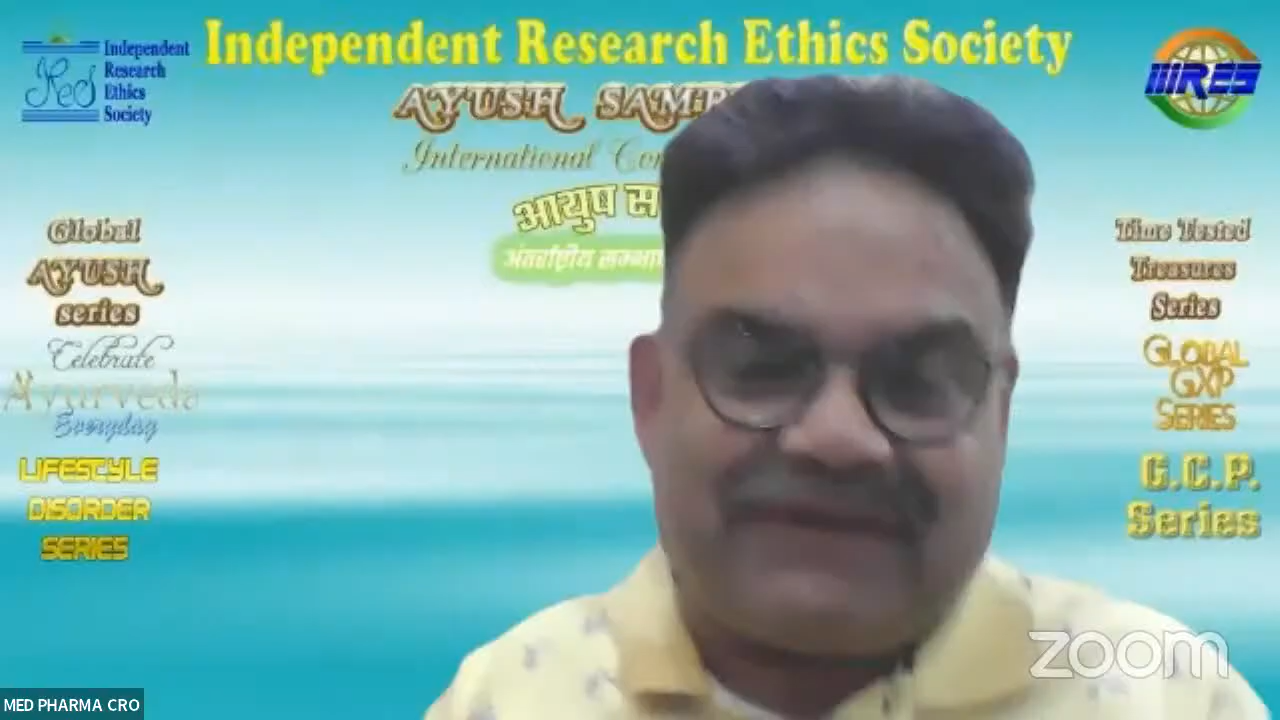 Independent Research Ethics Society
Independent
Research
Ethics
Society
IRES
AYUSH
International
आयुष
अंतर्राष्ट्रीय
Global
AYUSH
series
Celebrate
Ayurveda
Everyday
LIFESTYLE
DISORDER
SERIES
Time Tested
Treasures
Series
GLOBAL
GXP
SERIES
G.C.P.
Series
zoom
MED PHARMA CRO